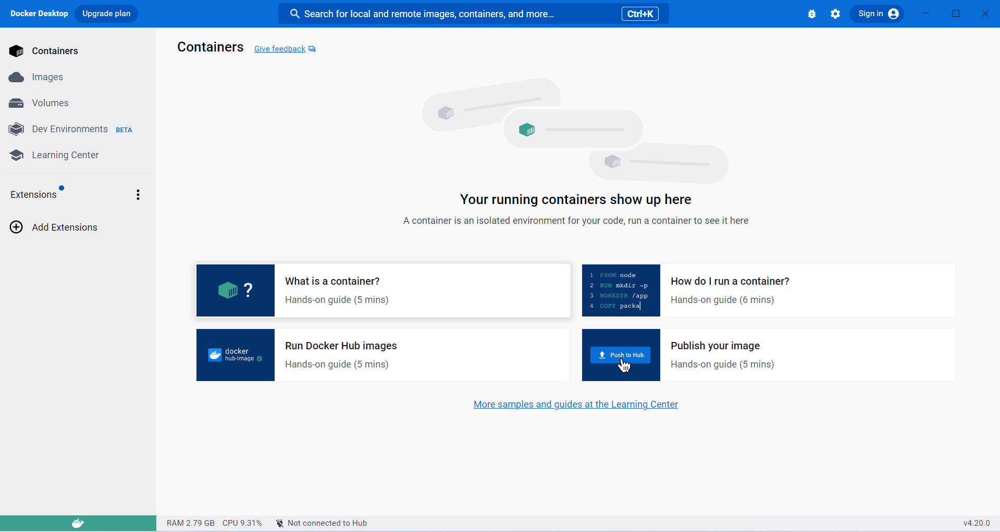 Docker Desktop
Upgrade plan
Search for local and remote images, containers, and more...
Ctrl+K
Sign in
Containers
Images
Volumes
Dev Environments BETA
Learning Center
Extensions
Add Extensions
Containers
Give feedback
Your running containers show up here
A container is an isolated environment for your code, run a container to see it here
?
What is a container?
Hands-on guide (5 mins)
1 FROM node
2 RUN mkdir -p
3 WORKDIR /app
4 COPY packa
How do I run a container?
Hands-on guide (6 mins)
docker
hub-image
Run Docker Hub images
Hands-on guide (5 mins)
Push to Hub
Publish your image
Hands-on guide (5 mins)
More samples and guides at the Learning Center
RAM 2.79 GB CPU 9.31% Not connected to Hub
v4.20.0